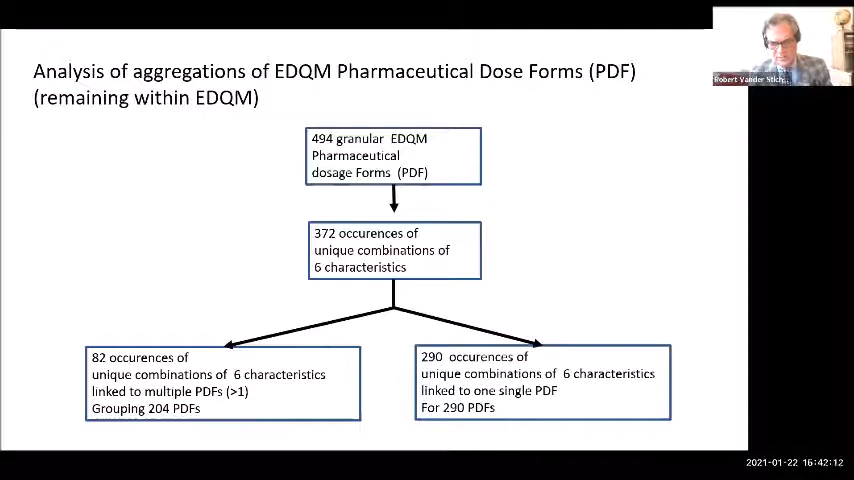 Analysis of aggregations of EDQM Pharmaceutical Dose Forms (PDF)
(remaining within EDQM)
494 granular EDQM
Pharmaceutical
dosage Forms (PDF)
372 occurences of
unique combinations of
6 characteristics
82 occurences of
unique combinations of 6 characteristics
linked to multiple PDFs (>1)
Grouping 204 PDFs
290 occurences of
unique combinations of 6 characteristics
linked to one single PDF
For 290 PDFs
Robert Vander Stich...
2021-01-22 16:42:12